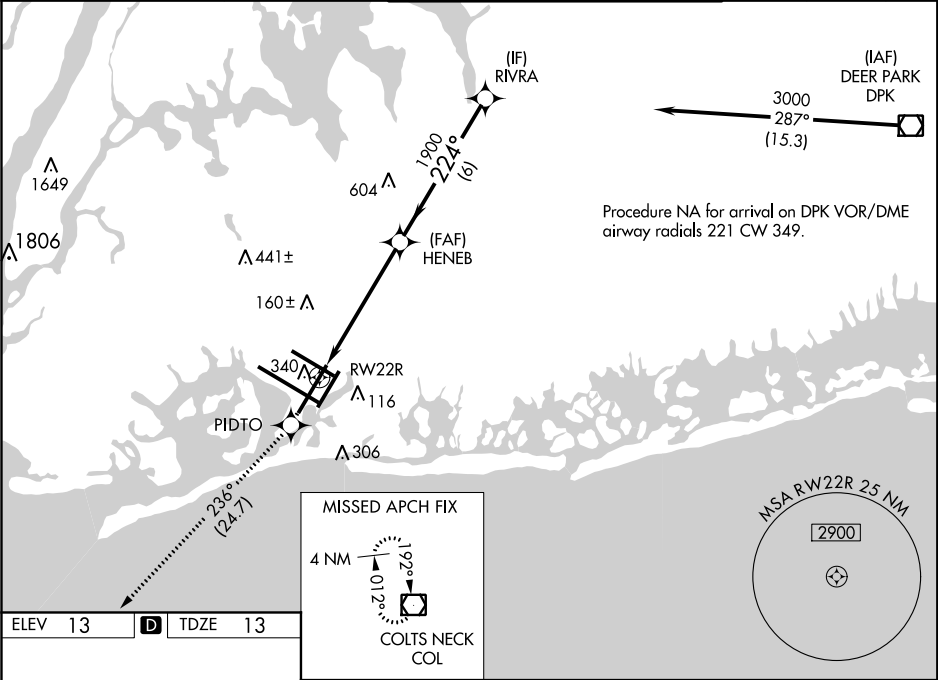 (IF)
RIVRA
(IAF)
DEER PARK
DPK
3000
287°
(15.3)
1900
224°
(6)
1649
604
Procedure NA for arrival on DPK VOR/DME
airway radials 221 CW 349.
1806
(FAF)
HENEB
441±
160±
340
RW22R
116
PIDTO
306
236°
(24.7)
MISSED APCH FIX
4 NM
192°
012°
COLTS NECK
COL
MSA RW22R 25 NM
2900
ELEV 13 D TDZE 13